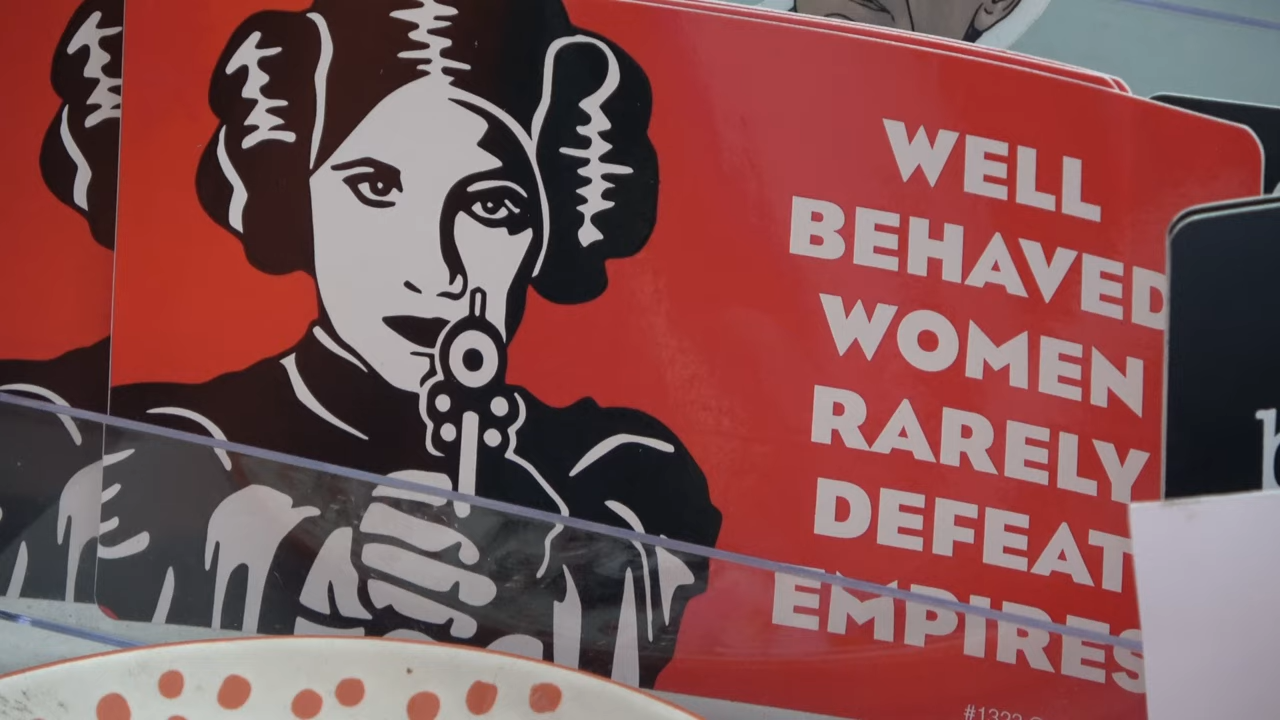 WELL
BEHAVED
WOMEN
RARELY
DEFEAT
EMPIRES